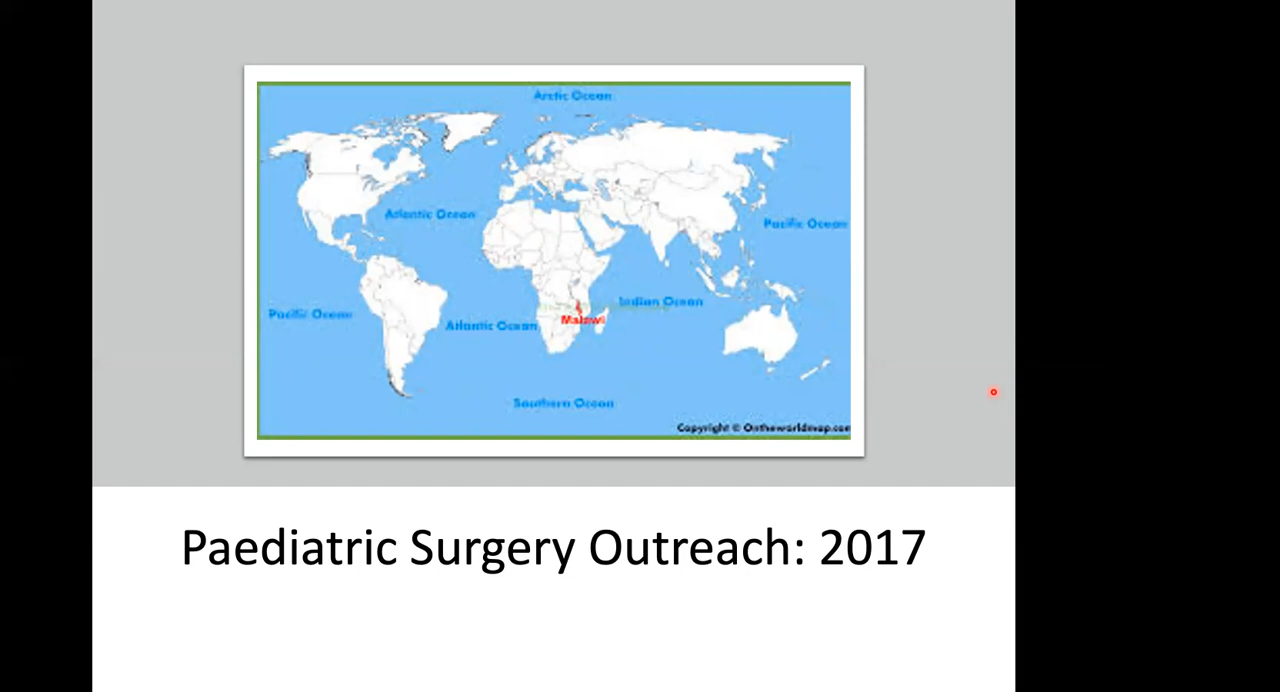 Arctic Ocean
Atlantic Ocean
Pacific Ocean
Indian Ocean
Pacific Ocean
Malawi
Atlantic Ocean
Southern Ocean
Copyright © Ontheworldmap.com
Paediatric Surgery Outreach: 2017